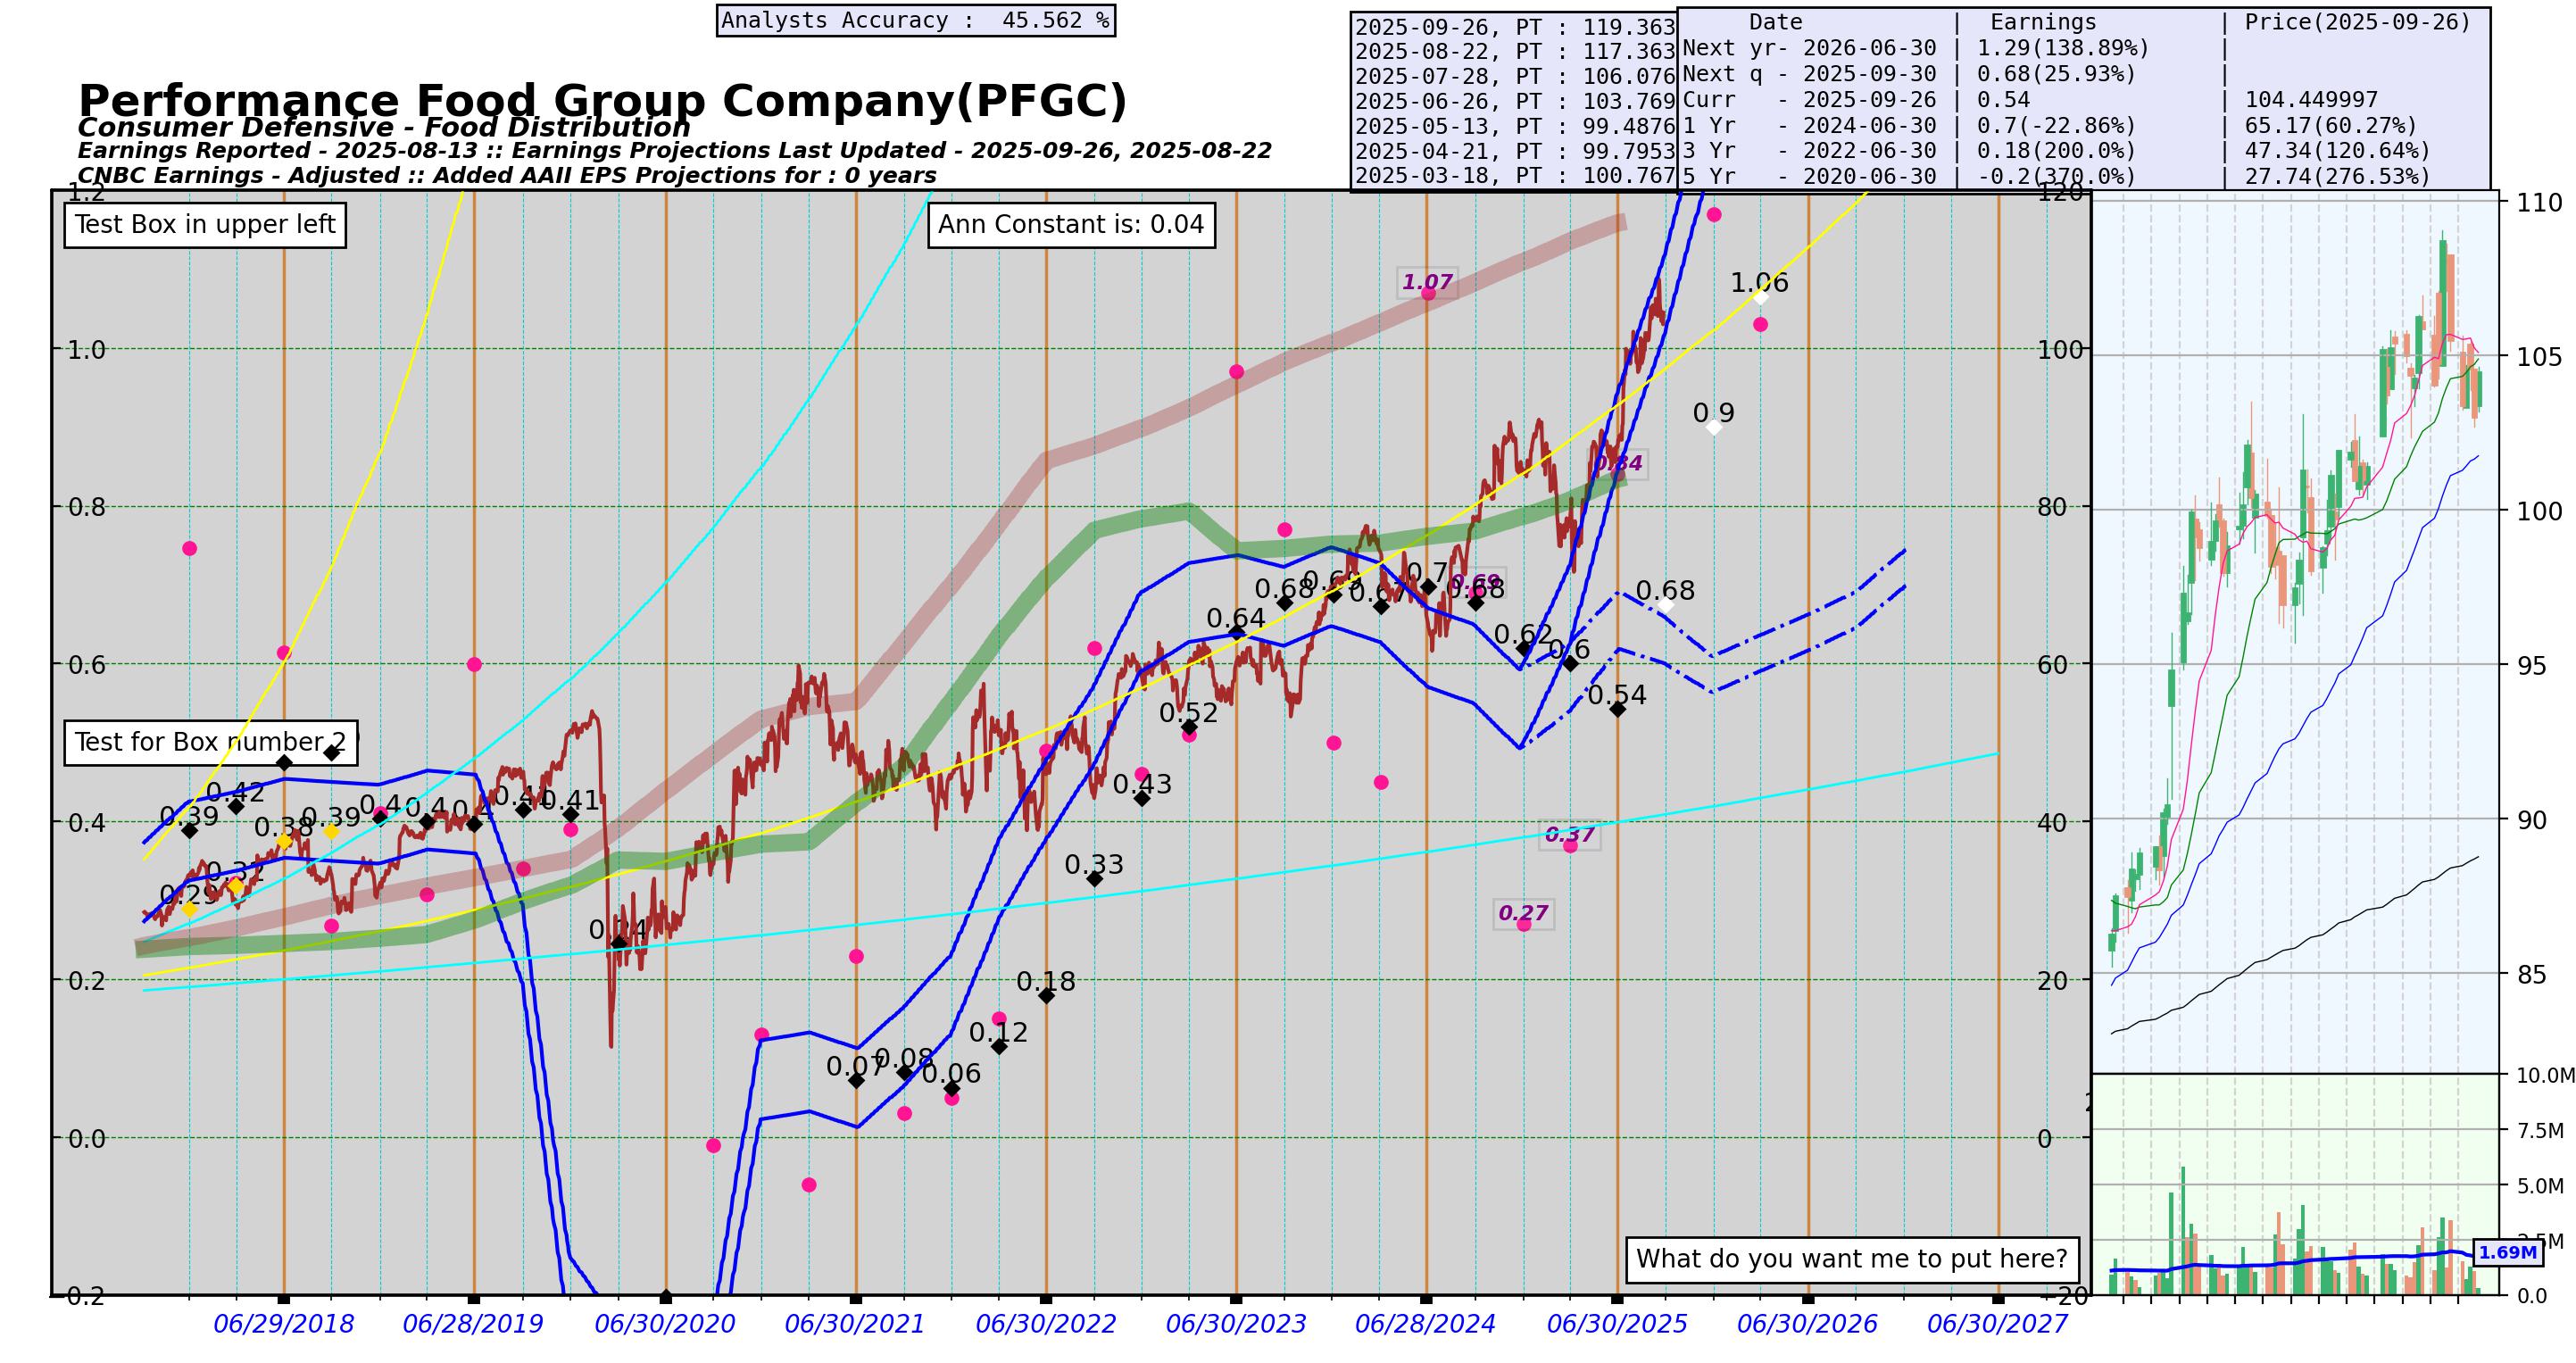 Analysts Accuracy :  45.562 %
2025-09-26, PT : 119.363
2025-08-22, PT : 117.363
2025-07-28, PT : 106.076
2025-06-26, PT : 103.769
2025-05-13, PT : 99.4876
2025-04-21, PT : 99.7953
2025-03-18, PT : 100.767
Date | Earnings | Price(2025-09-26)
Next yr- 2026-06-30 | 1.29(138.89%) |
Next q - 2025-09-30 | 0.68(25.93%) |
Curr - 2025-09-26 | 0.54 | 104.449997
1 Yr - 2024-06-30 | 0.7(-22.86%) | 65.17(60.27%)
3 Yr - 2022-06-30 | 0.18(200.0%) | 47.34(120.64%)
5 Yr - 2020-06-30 | -0.2(370.0%) | 27.74(276.53%)
Performance Food Group Company(PFGC)
Consumer Defensive - Food Distribution
Earnings Reported - 2025-08-13 :: Earnings Projections Last Updated - 2025-09-26, 2025-08-22
CNBC Earnings - Adjusted :: Added AAII EPS Projections for : 0 years
1.2
120
110
Test Box in upper left
Ann Constant is: 0.04
1.07
1.06
1.0
100
105
0.9
0.84
0.8
80
100
0.7
0.69
0.68
0.69
0.67
0.68
0.68
0.64
0.62
0.6
0.6
60
95
0.54
0.52
Test for Box number 2
0.42
0.43
0.39
0.38
0.39
0.4
0.4
0.4
0.41
0.41
0.4
40
90
0.37
0.32
0.33
0.29
0.27
0.24
0.2
20
85
0.18
0.12
0.07
0.08
0.06
10.0M
0.0
0
7.5M
5.0M
1.69M
What do you want me to put here?
−20
0.0
06/29/2018
06/28/2019
06/30/2020
06/30/2021
06/30/2022
06/30/2023
06/28/2024
06/30/2025
06/30/2026
06/30/2027